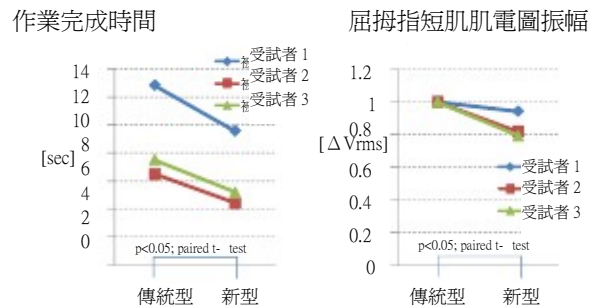 作業完成時間
14
12
10
8
6
4
2
0
[sec]
受試者 1
受試者 2
受試者 3
p<0.05; paired t- test
傳統型 新型
屈拇指短肌肌電圖振幅
1.2
1
0.8
0.6
0.4
0.2
0
[ΔVrms]
受試者 1
受試者 2
受試者 3
p<0.05; paired t- test
傳統型 新型